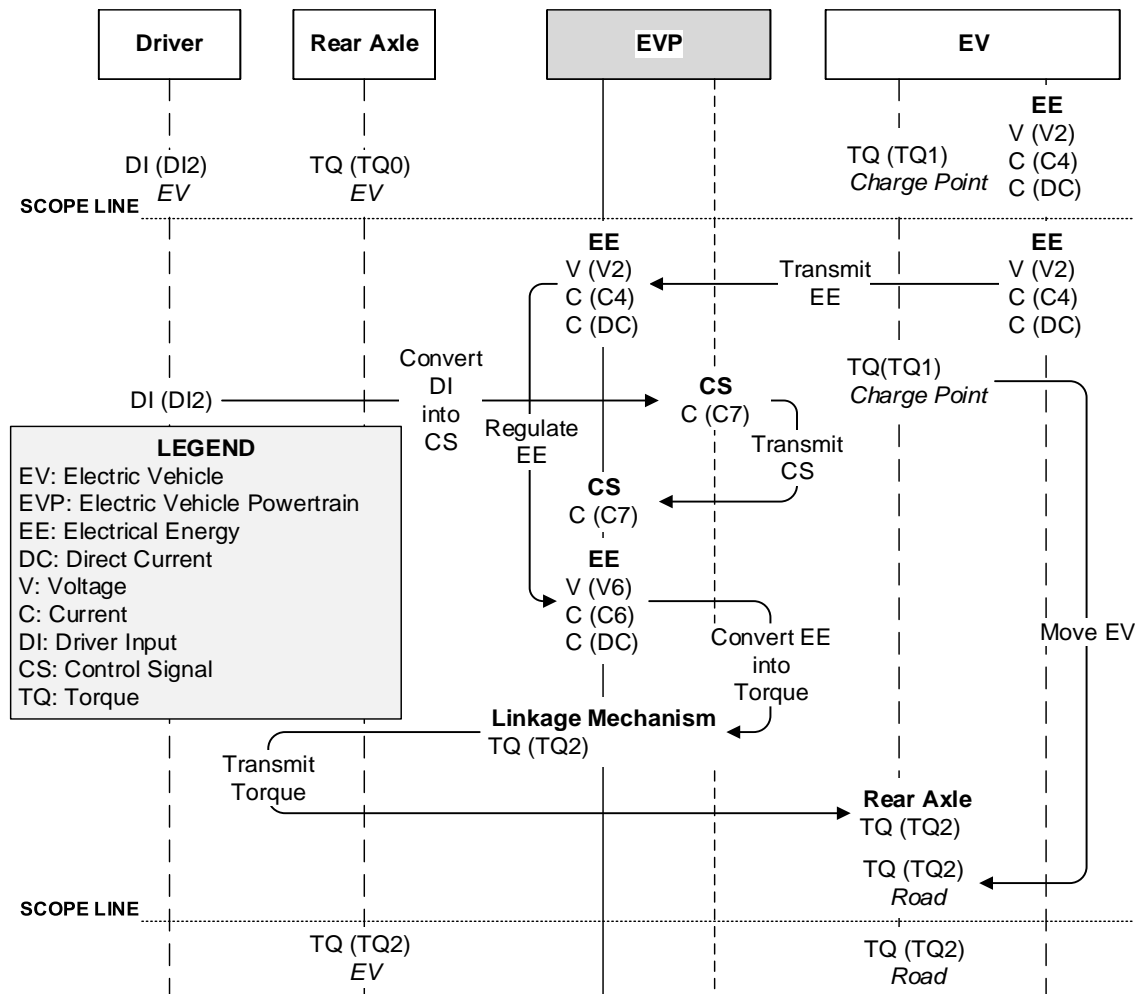 Driver
Rear Axle
EVP
EV
DI (DI2)
EV
TQ (TQ0)
EV
TQ (TQ1)
Charge Point
EE
V (V2)
C (C4)
C (DC)
SCOPE LINE
EE
V (V2)
C (C4)
C (DC)
Transmit
EE
EE
V (V2)
C (C4)
C (DC)
DI (DI2)
Convert
DI
into
CS
Regulate
EE
CS
C (C7)
Transmit
CS
TQ(TQ1)
Charge Point
LEGEND
EV: Electric Vehicle
EVP: Electric Vehicle Powertrain
EE: Electrical Energy
DC: Direct Current
V: Voltage
C: Current
DI: Driver Input
CS: Control Signal
TQ: Torque
CS
C (C7)
EE
V (V6)
C (C6)
C (DC)
Convert EE
into
Torque
Move EV
Linkage Mechanism
TQ (TQ2)
Transmit
Torque
Rear Axle
TQ (TQ2)
TQ (TQ2)
Road
SCOPE LINE
TQ (TQ2)
EV
TQ (TQ2)
Road